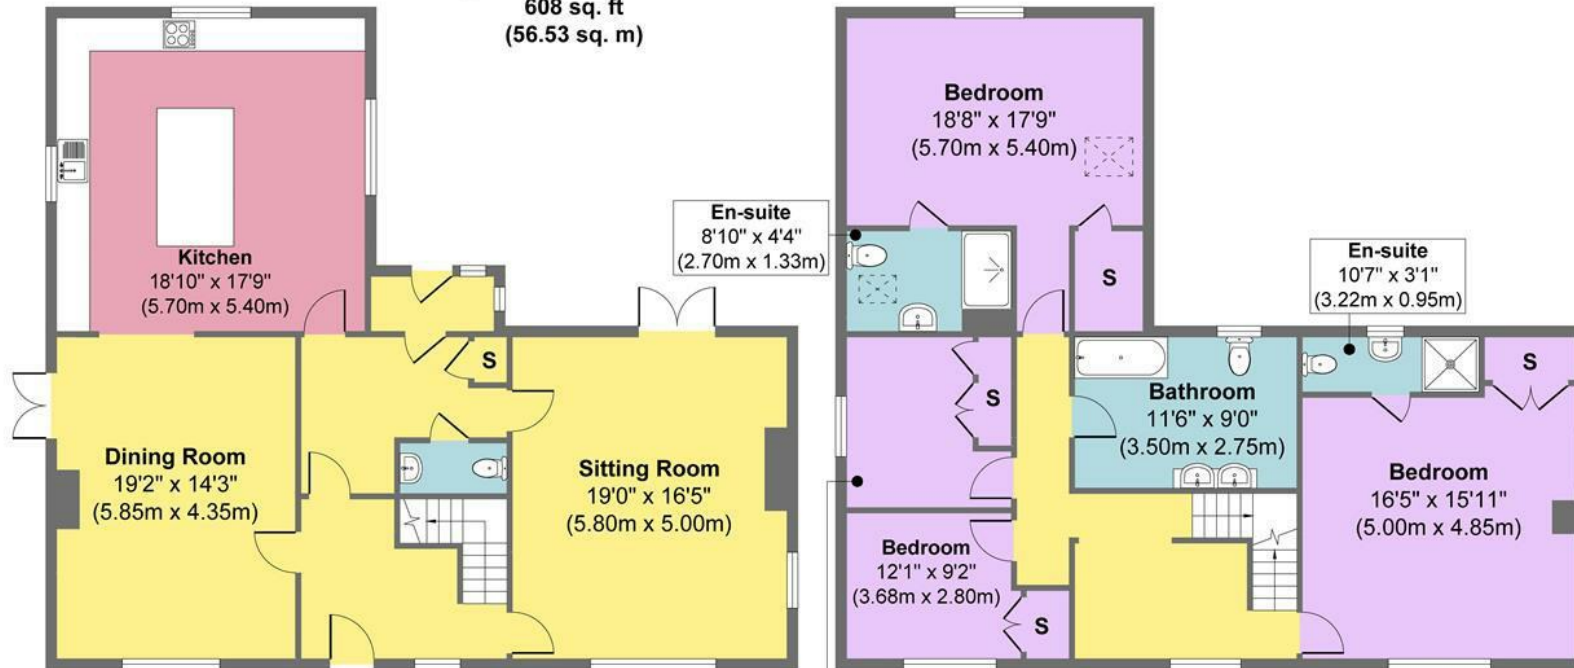 608 sq. ft
(56.53 sq. m)
Kitchen
18'10" x 17'9"
(5.70m x 5.40m)
Dining Room
19'2" x 14'3"
(5.85m x 4.35m)
S
Sitting Room
19'0" x 16'5"
(5.80m x 5.00m)
Bedroom
18'8" x 17'9"
(5.70m x 5.40m)
En-suite
8'10" x 4'4"
(2.70m x 1.33m)
S
En-suite
10'7" x 3'1"
(3.22m x 0.95m)
S
S
Bathroom
11'6" x 9'0"
(3.50m x 2.75m)
Bedroom
16'5" x 15'11"
(5.00m x 4.85m)
Bedroom
12'1" x 9'2"
(3.68m x 2.80m)
S